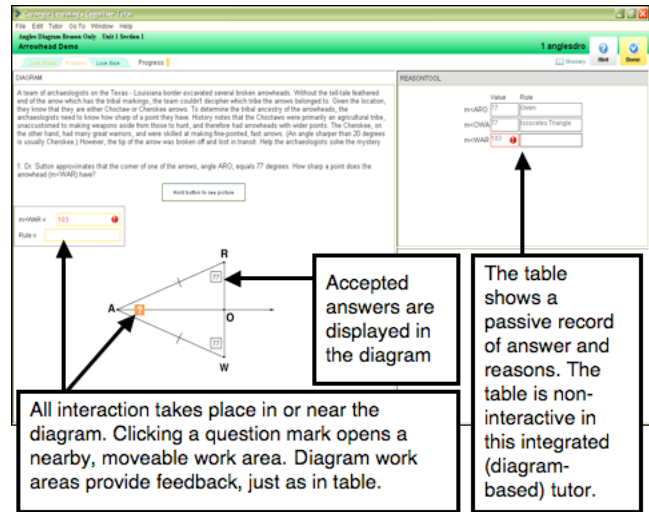 Carnegie Learning's Cognitive Tutor
File Edit Tutor Go To Window Help
Angles Diagram Reason Only Unit 1 Section 1
Arrowhead Demo
1 anglesdro
Hint
Done
Look Back
Progress
Glossary
DIAGRAM
REASONTOOL
A team of archaeologists on the Texas - Louisiana border excavated several broken arrowheads. Without the tell-tale feathered
end of the arrow which has the tribal markings, the team couldn't decipher which tribe the arrows belonged to. Given the location,
they know that they are either Choctaw or Cherokee arrows. To determine the tribal ancestry of the arrowheads, the
archaeologists need to know how sharp of a point they have. History notes that the Choctaws were primarily an agricultural tribe,
unaccustomed to making weapons aside from those to hunt, and therefore had arrowheads with wider points. The Cherokee, on
the other hand, had many great warriors, and were skilled at making fine-pointed, fast arrows. (An angle sharper than 20 degrees
is usually Cherokee.) However, the tip of the arrow was broken off and lost in transit. Help the archaeologists solve the mystery.
1. Dr. Sutton approximates that the corner of one of the arrows, angle ARO, equals 77 degrees. How sharp a point does the
arrowhead (m<WAR) have?
Hold button to see picture
Value Rule
m<ARO 77 Given
m<OWA 77 Isosceles Triangle
m<WAR 103
m<WAR = 103
Rule =
R
77
A
?
O
77
W
Accepted
answers are
displayed in
the diagram
The table
shows a
passive record
of answer and
reasons. The
table is non-
interactive in
this integrated
(diagram-
based) tutor.
All interaction takes place in or near the
diagram. Clicking a question mark opens a
nearby, moveable work area. Diagram work
areas provide feedback, just as in table.